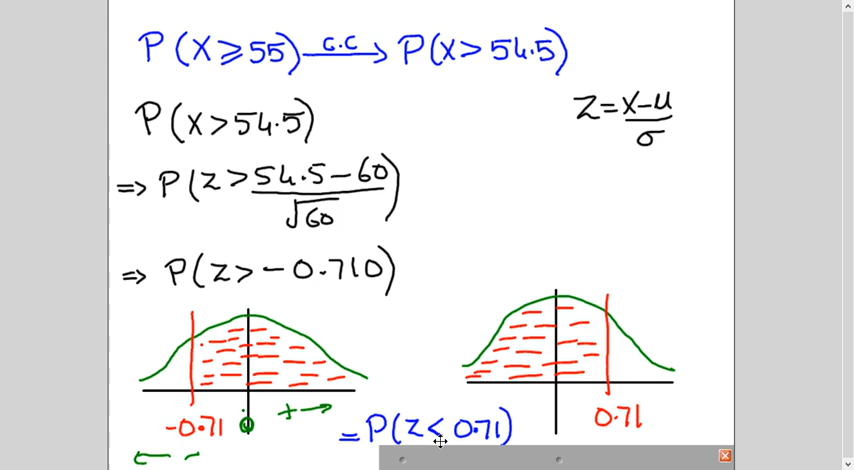 P(X ≥ 55) —C.C→ P(X > 54.5)
P(X > 54.5)
Z = (X-μ)/σ
⇒ P(Z > (54.5-60)/√60)
⇒ P(Z > -0.710)
-0.71
0
+ →
← -
0.71
= P(Z < 0.71)